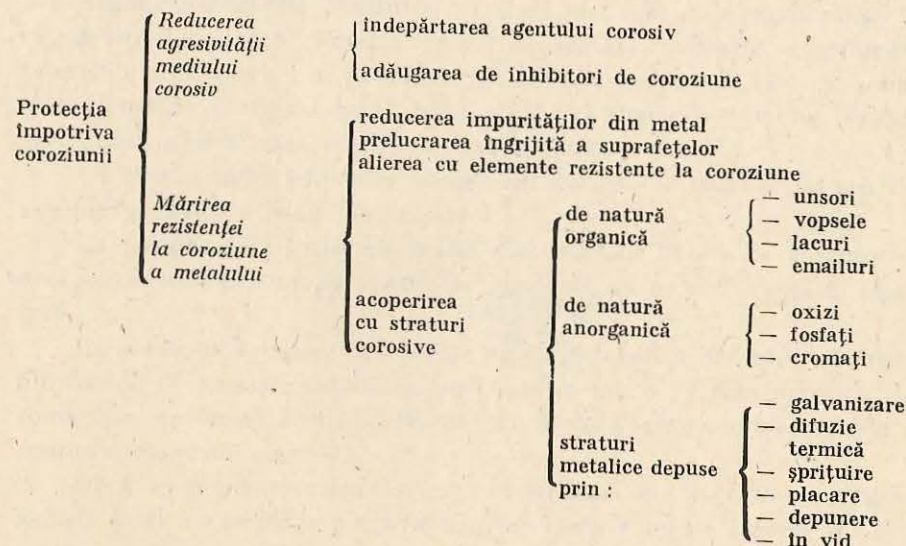 Protecția
împotriva
coroziunii
Reducerea
agresivității
mediului
corosiv
îndepărtarea agentului corosiv
adăugarea de inhibitori de coroziune
Mărirea
rezistenței
la coroziune
a metalului
reducerea impurităților din metal
prelucrarea îngrijită a suprafețelor
alierea cu elemente rezistente la coroziune
acoperirea
cu straturi
corosive
de natură
organică
— unsori
— vopsele
— lacuri
— emailuri
de natură
anorganică
— oxizi
— fosfați
— cromați
straturi
metalice depuse
prin :
— galvanizare
— difuzie
termică
— sprițuire
— placare
— depunere
— în vid